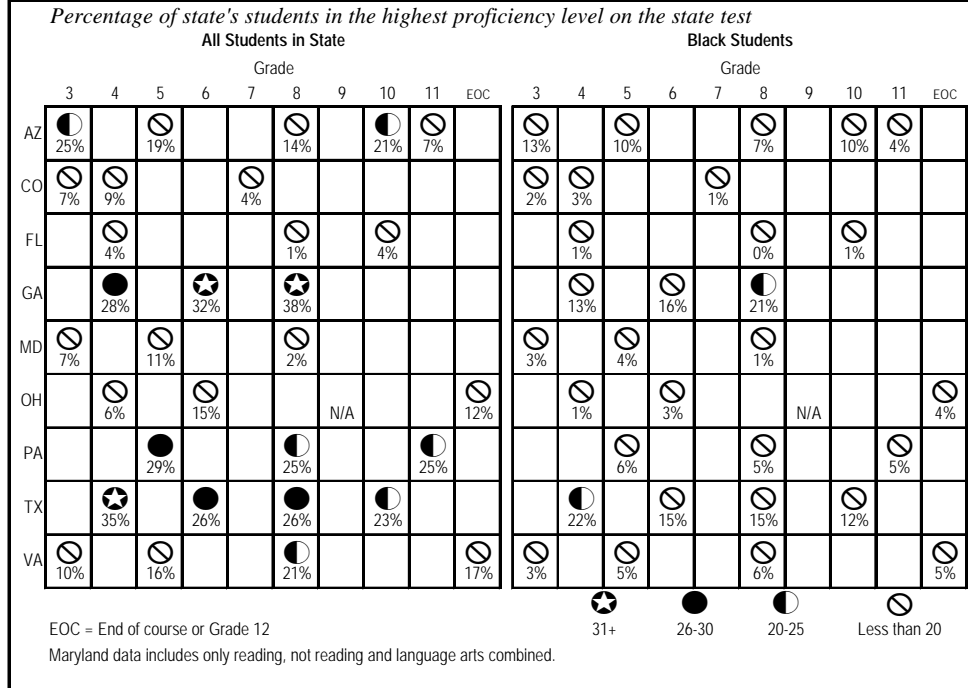 Percentage of state's students in the highest proficiency level on the state test
All Students in State Black Students
Grade Grade
3 4 5 6 7 8 9 10 11 EOC 3 4 5 6 7 8 9 10 11 EOC
AZ 25% 19% 14% 21% 7% 13% 10% 7% 10% 4%
CO 7% 9% 4% 2% 3% 1%
FL 4% 1% 4% 1% 0% 1%
GA 28% 32% 38% 13% 16% 21%
MD 7% 11% 2% 3% 4% 1%
OH 6% 15% N/A 12% 1% 3% N/A 4%
PA 29% 25% 25% 6% 5% 5%
TX 35% 26% 26% 23% 22% 15% 15% 12%
VA 10% 16% 21% 17% 3% 5% 6% 5%
EOC = End of course or Grade 12 31+ 26-30 20-25 Less than 20
Maryland data includes only reading, not reading and language arts combined.